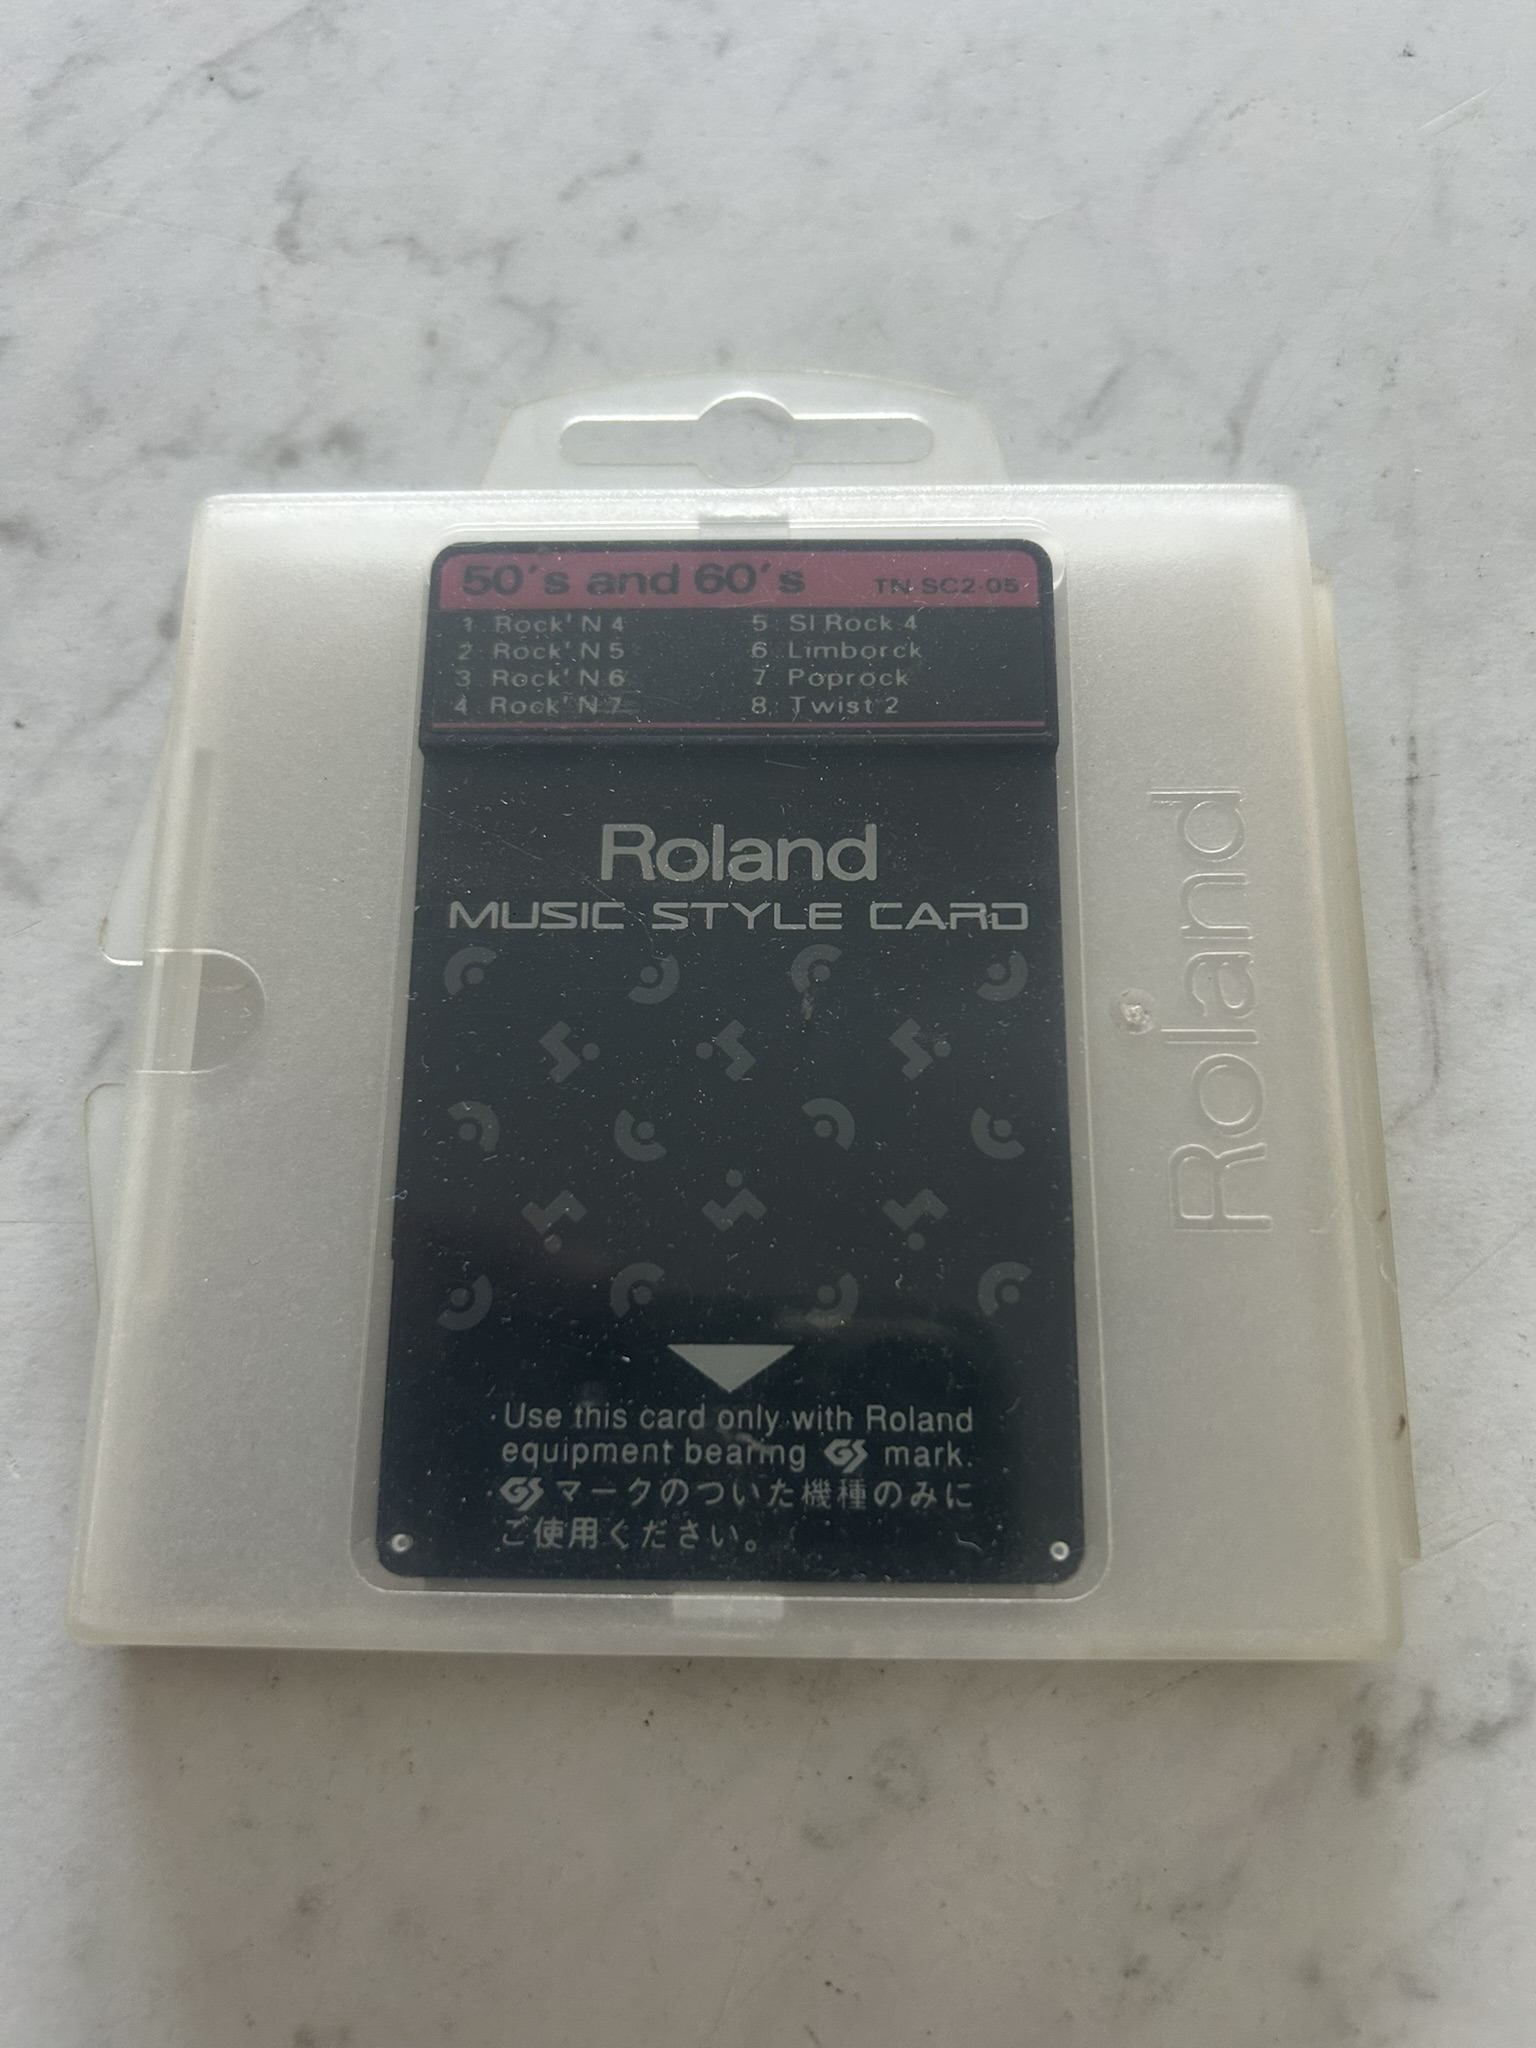 50's and 60's TN-SC2-05
1 Rock'N 4 5 Sl Rock 4
2 Rock'N 5 6 Limborck
3 Rock'N 6 7 Poprock
4 Rock'N 7 8 Twist 2
Roland
MUSIC STYLE CARD
·Use this card only with Roland
equipment bearing GS mark.
·GSマークのついた機種のみに
ご使用ください。
Roland